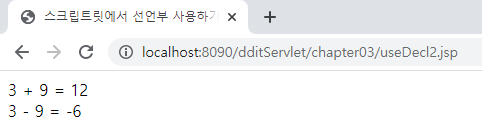 스크립트릿에서 선언부 사용하기
localhost:8090/dditServlet/chapter03/useDecl2.jsp
3 + 9 = 12
3 - 9 = -6